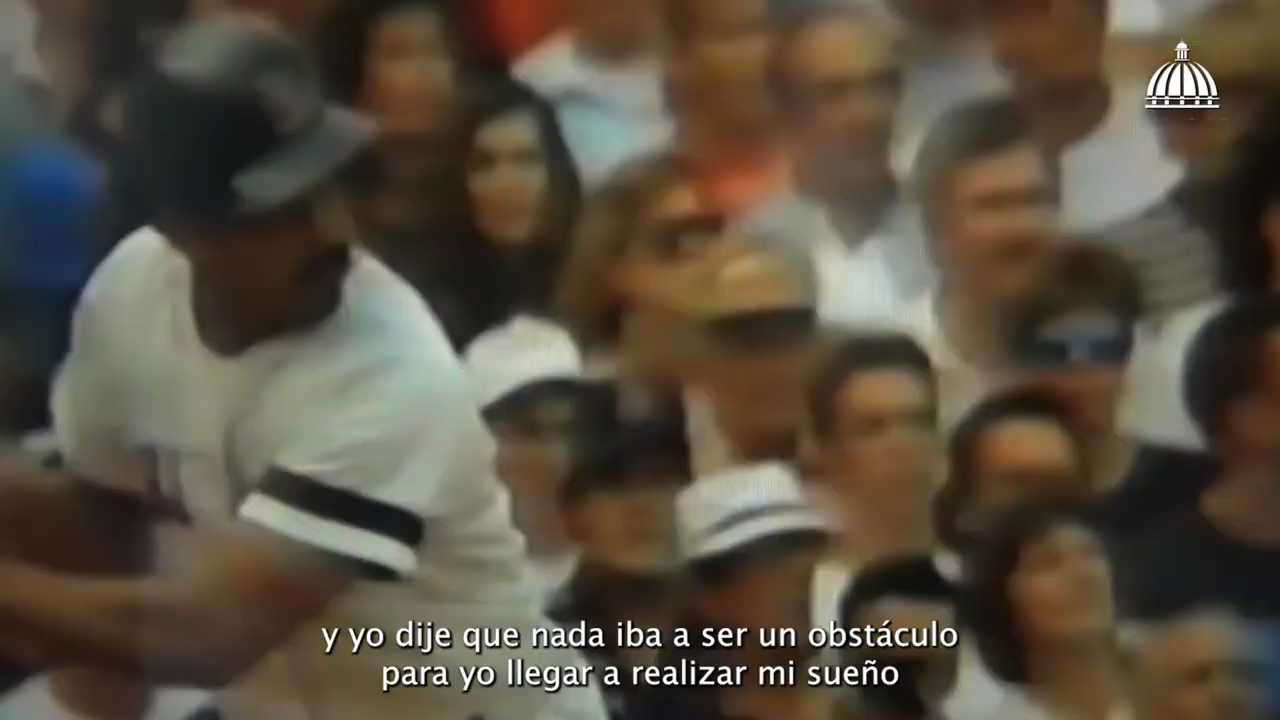 y yo dije que nada iba a ser un obstáculo
para yo llegar a realizar mi sueño